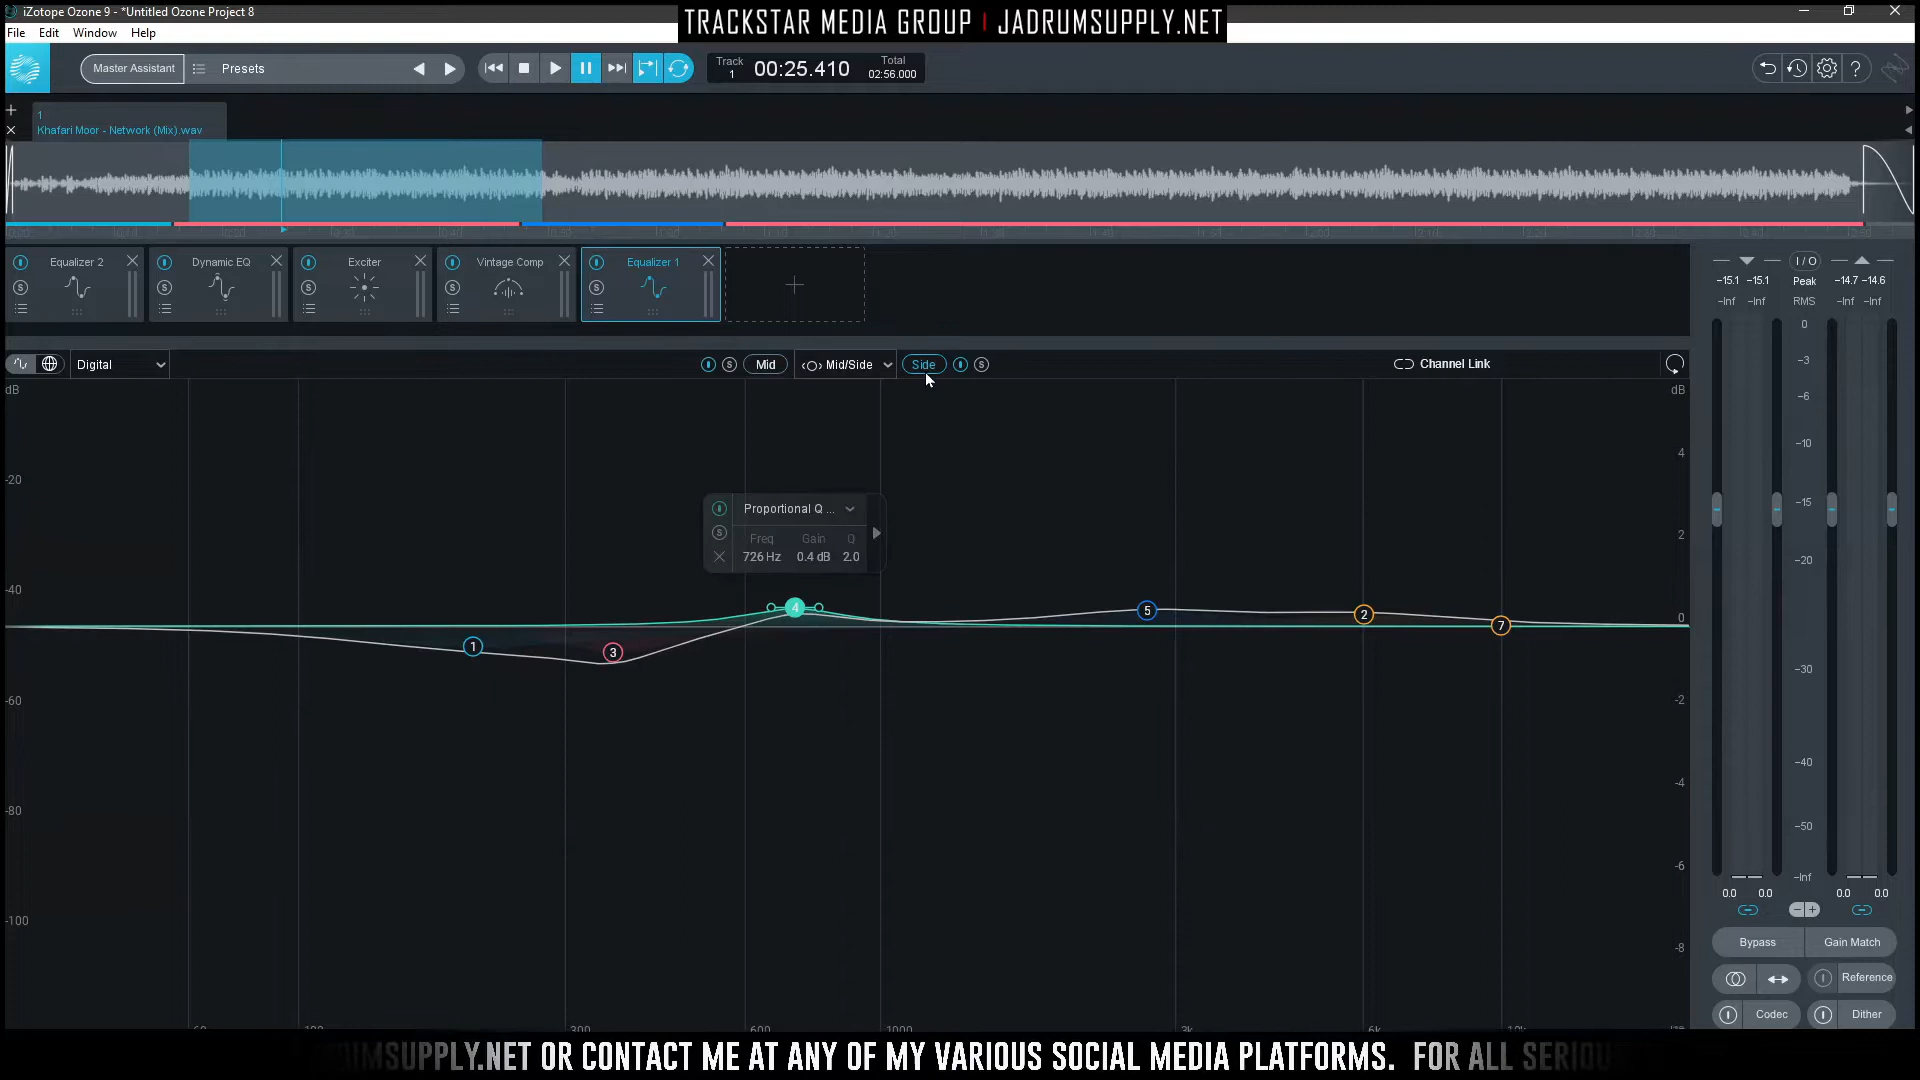 iZotope Ozone 9 - *Untitled Ozone Project 8
TRACKSTAR MEDIA GROUP | JADRUMSUPPLY.NET
File Edit Window Help
Master Assistant Presets
Track 1 00:25.410 Total 02:56.000
1
Khafari Moor - Network (Mix).wav
Equalizer 2 Dynamic EQ Exciter Vintage Comp Equalizer 1
I / O
-15.1 -15.1 Peak -14.7 -14.6
-Inf -Inf RMS -Inf -Inf
S S S S S
Digital S Mid Mid/Side Side S Channel Link
dB dB
0
-3
-6
-10
-15
-20
-30
-40
-50
-Inf
-20
-40
-60
-80
-100
4
2
0
-2
-4
-6
-8
Proportional Q ...
S Freq Gain Q
726 Hz 0.4 dB 2.0
1 3 4 5 2 7
0.0 0.0 0.0 0.0
Bypass Gain Match
Reference
Codec Dither
60 100 300 600 1000 3k 6k 10k
SUPPLY.NET OR CONTACT ME AT ANY OF MY VARIOUS SOCIAL MEDIA PLATFORMS. FOR ALL SERIOU